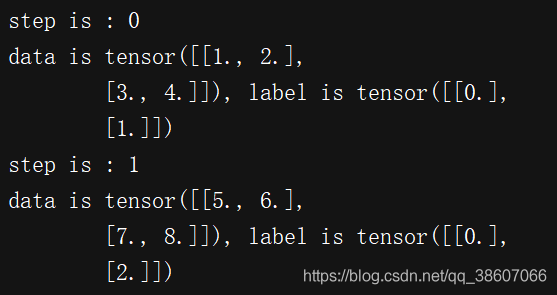 step is : 0
data is tensor([[1., 2.],
[3., 4.]]), label is tensor([[0.],
[1.]])
step is : 1
data is tensor([[5., 6.],
[7., 8.]]), label is tensor([[0.],
[2.]])
https://blog.csdn.net/qq_38607066